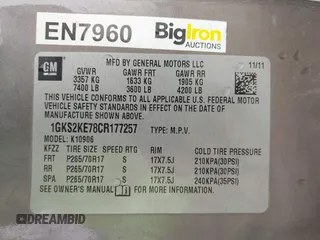 EN7960
BigIron
AUCTIONS
GM
MFD BY GENERAL MOTORS LLC
11/11
GVWR GAWR FRT GAWR RR
3357 KG 1633 KG 1905 KG
7400 LB 3600 LB 4200 LB
THIS VEHICLE CONFORMS TO ALL APPLICABLE U.S. FEDERAL MOTOR
VEHICLE SAFETY STANDARDS IN EFFECT ON THE DATE OF
MANUFACTURE SHOWN ABOVE.
1GKS2KE78CR177257 TYPE: M.P.V.
MODEL: K10906
KFZZ TIRE SIZE SPEED RTG RIM COLD TIRE PRESSURE
FRT P265/70R17 S 17X7.5J 210KPA(30PSI)
RR P265/70R17 S 17X7.5J 210KPA(30PSI)
SPA P265/70R17 S 17X7.5J 240KPA(35PSI)
SEE OWNER'S MANUAL FOR MORE INFORMATION.
DREAMBID